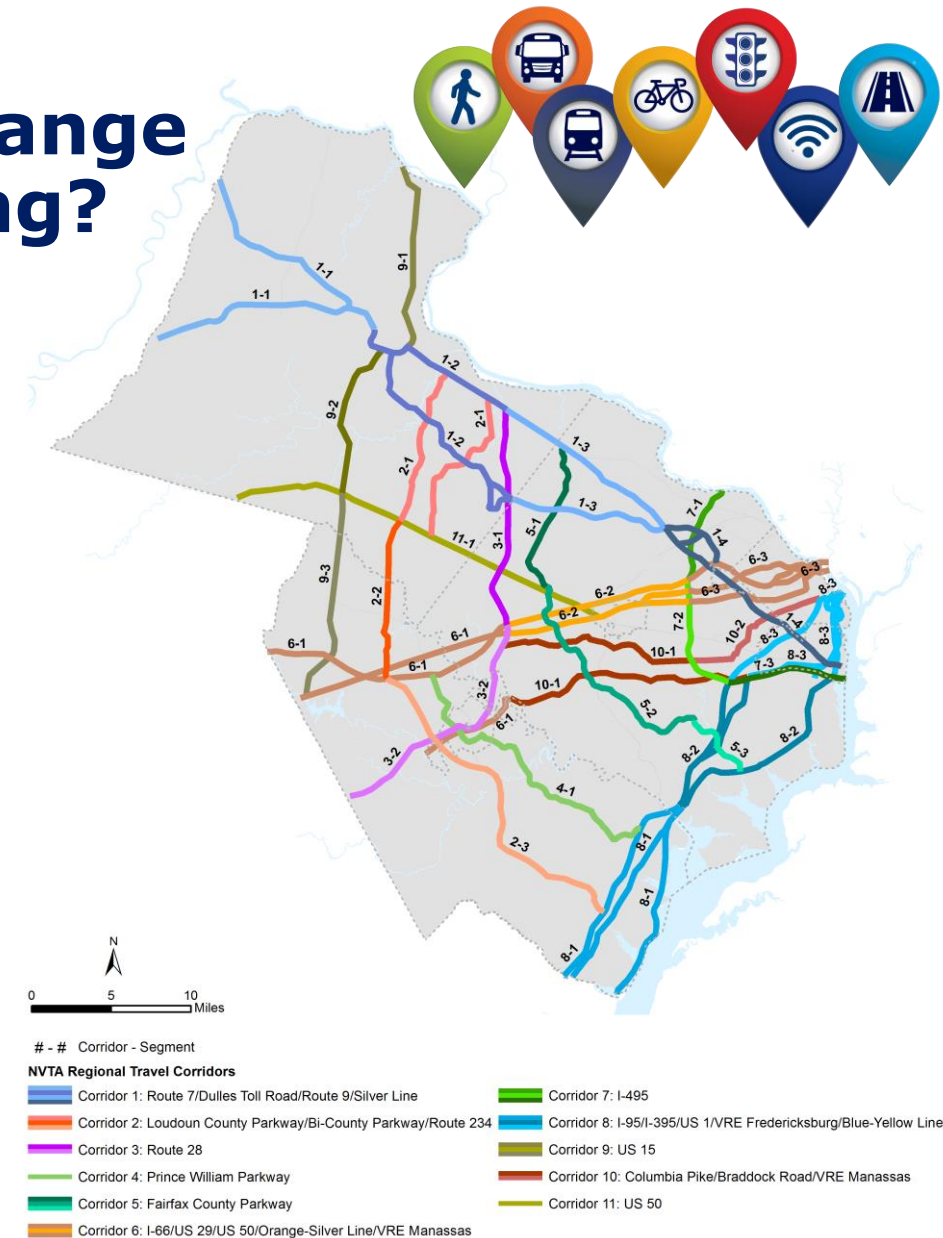 ange
ng?
9-1
1-1
1-1
1-2
9-2
2-1
1-2
2-1
1-3
1-3
7-1
1-4
5-1
3-1
11-1
6-3
6-3
9-3
2-2
6-2
6-3
8-3
6-2
7-2
10-2
1-4
6-1
6-1
8-3
8-3
10-1
7-3
8-3
6-1
10-1
3-2
5-2
6-1
3-2
8-2
5-3
8-2
4-1
2-3
8-1
8-1
8-1
N
0 5 10
Miles
# - # Corridor - Segment
NVTA Regional Travel Corridors
Corridor 1: Route 7/Dulles Toll Road/Route 9/Silver Line
Corridor 2: Loudoun County Parkway/Bi-County Parkway/Route 234
Corridor 3: Route 28
Corridor 4: Prince William Parkway
Corridor 5: Fairfax County Parkway
Corridor 6: I-66/US 29/US 50/Orange-Silver Line/VRE Manassas
Corridor 7: I-495
Corridor 8: I-95/I-395/US 1/VRE Fredericksburg/Blue-Yellow Line
Corridor 9: US 15
Corridor 10: Columbia Pike/Braddock Road/VRE Manassas
Corridor 11: US 50